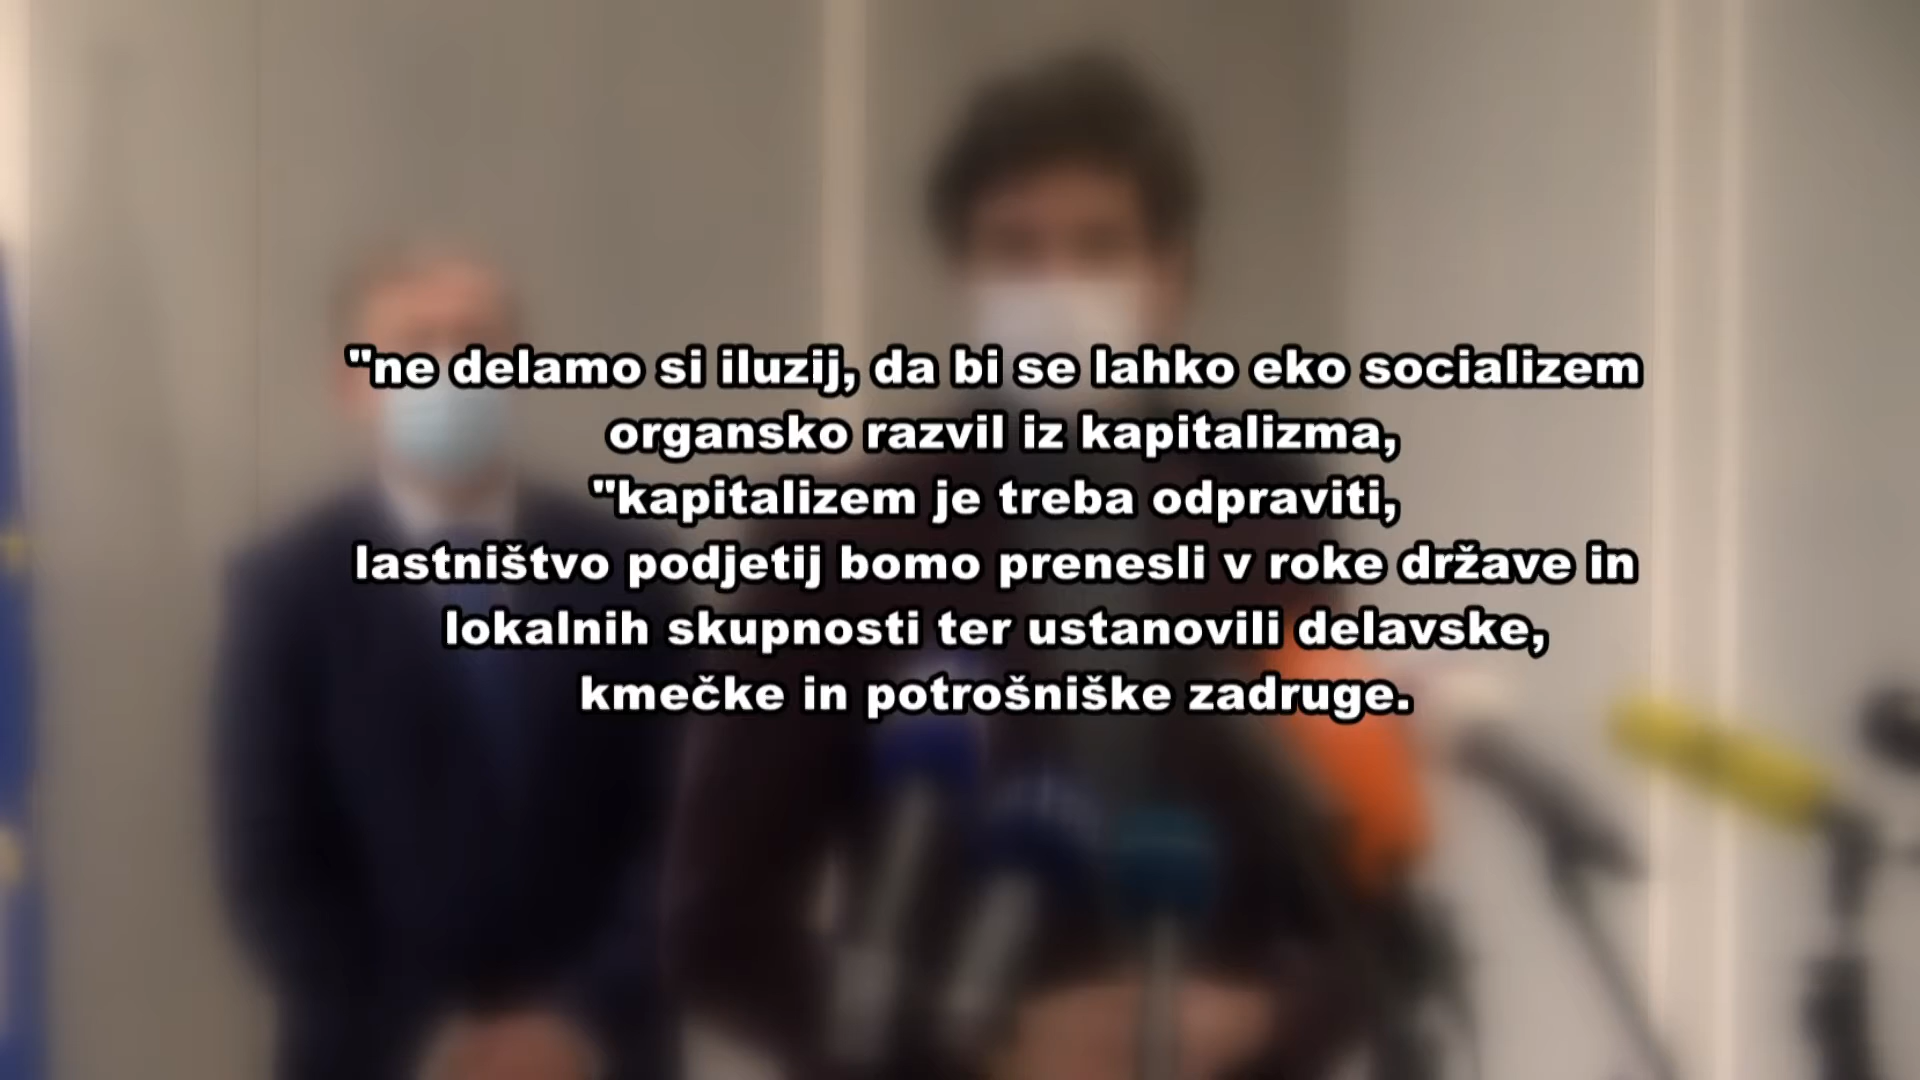 "ne delamo si iluzij, da bi se lahko eko socializem
organsko razvil iz kapitalizma,
"kapitalizem je treba odpraviti,
lastništvo podjetij bomo prenesli v roke države in
lokalnih skupnosti ter ustanovili delavske,
kmečke in potrošniške zadruge.